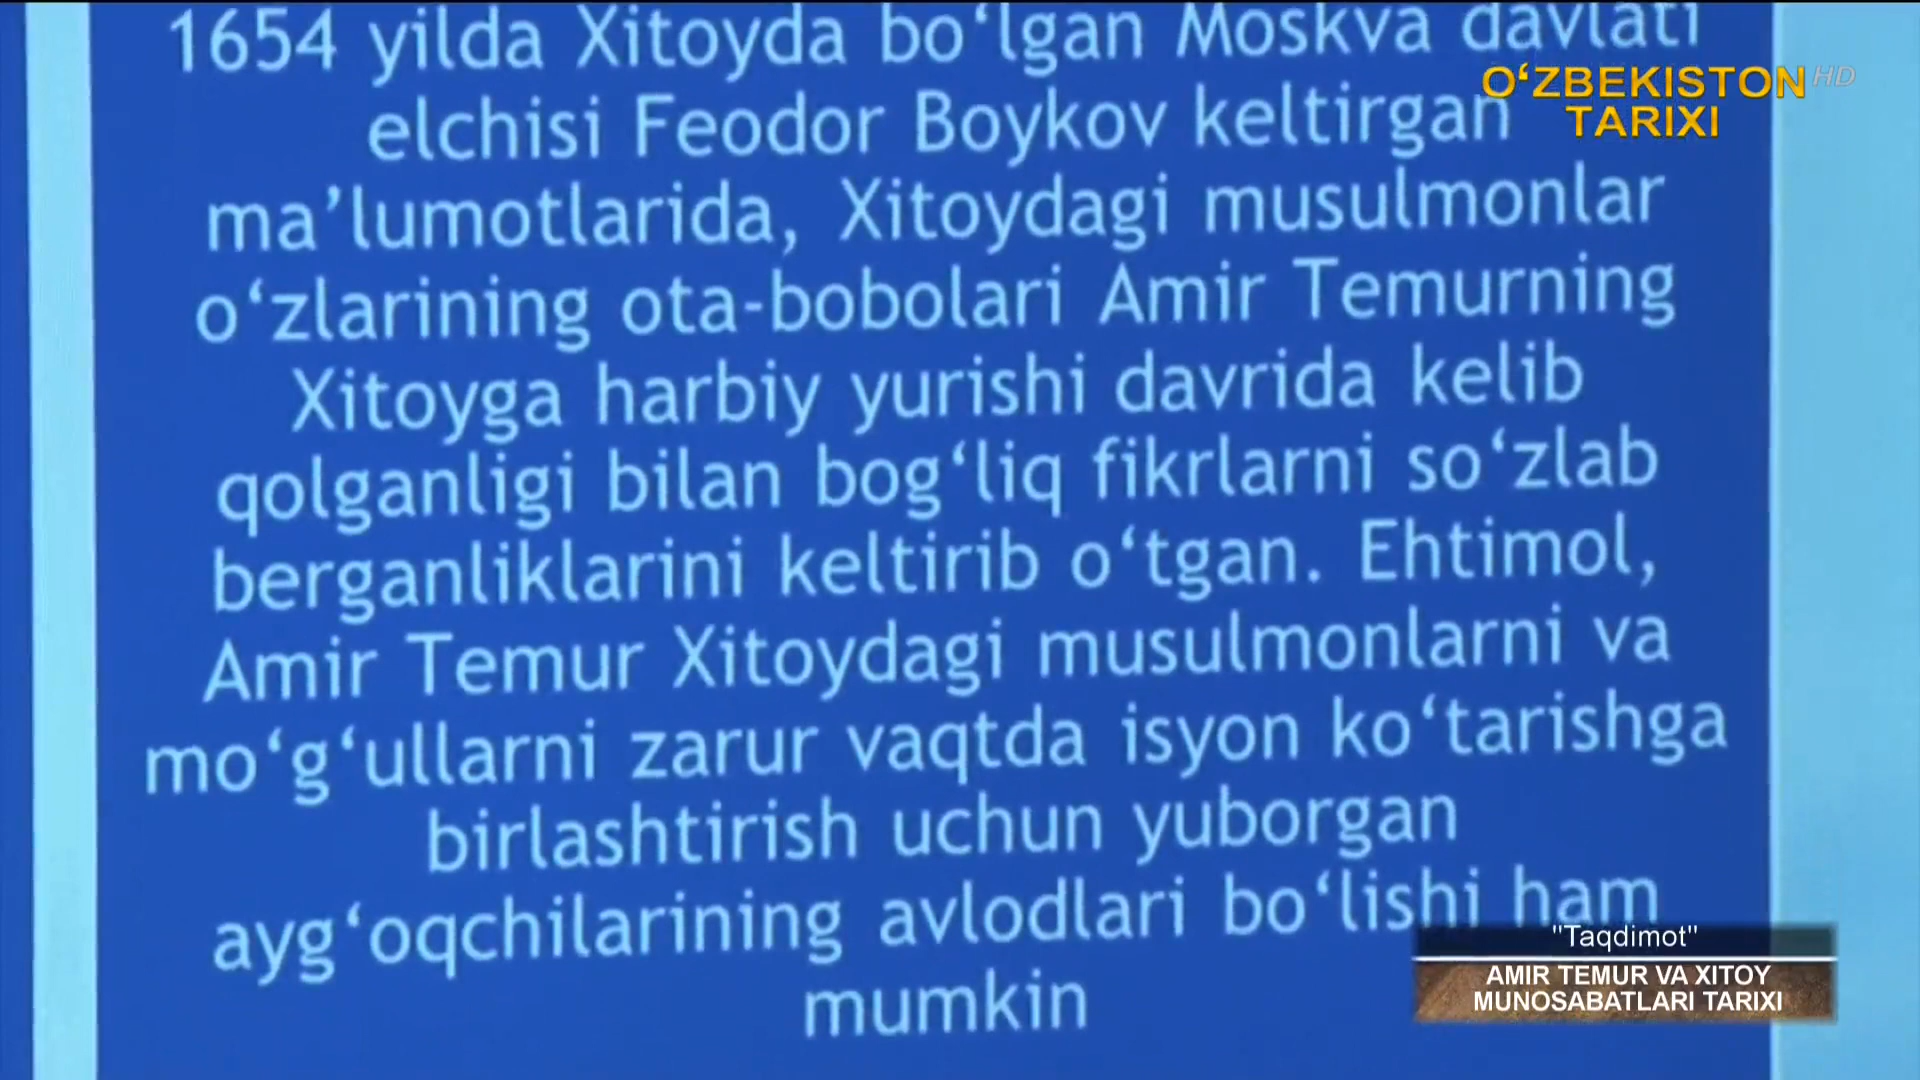 1654 yilda Xitoyda bo‘lgan Moskva davlati
elchisi Feodor Boykov keltirgan
ma’lumotlarida, Xitoydagi musulmonlar
o‘zlarining ota-bobolari Amir Temurning
Xitoyga harbiy yurishi davrida kelib
qolganligi bilan bog‘liq fikrlarni so‘zlab
berganliklarini keltirib o‘tgan. Ehtimol,
Amir Temur Xitoydagi musulmonlarni va
mo‘g‘ullarni zarur vaqtda isyon ko‘tarishga
birlashtirish uchun yuborgan
ayg‘oqchilarining avlodlari bo‘lishi ham
mumkin
O‘ZBEKISTON HD
TARIXI
"Taqdimot"
AMIR TEMUR VA XITOY
MUNOSABATLARI TARIXI